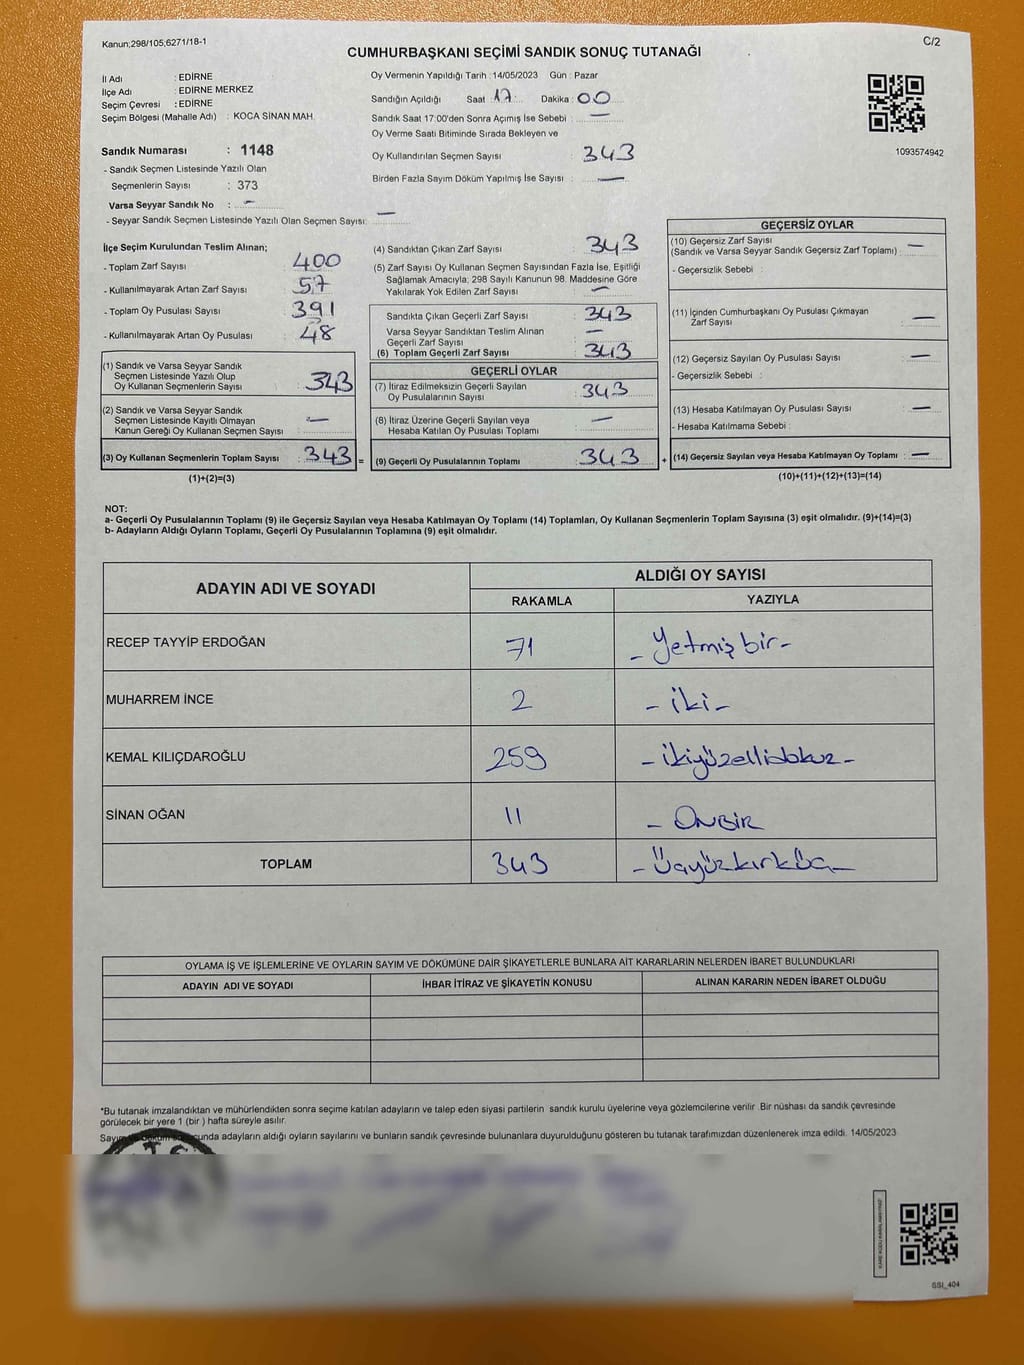 Kanun;298/105;6271/18-1
C/2
CUMHURBAŞKANI SEÇİMİ SANDIK SONUÇ TUTANAĞI
İl Adı : EDİRNE
İlçe Adı : EDİRNE MERKEZ
Seçim Çevresi : EDİRNE
Seçim Bölgesi (Mahalle Adı) : KOCA SİNAN MAH.
Oy Vermenin Yapıldığı Tarih : 14/05/2023 Gün : Pazar
Sandığın Açıldığı Saat : 17 Dakika : 00
Sandık Saat 17:00'den Sonra Açımış İse Sebebi : —
Oy Verme Saati Bitiminde Sırada Bekleyen ve
Oy Kullandırılan Seçmen Sayısı : 343
Birden Fazla Sayım Döküm Yapılmış İse Sayısı : —
1093574942
Sandık Numarası : 1148
- Sandık Seçmen Listesinde Yazılı Olan
Seçmenlerin Sayısı : 373
Varsa Seyyar Sandık No : -
- Seyyar Sandık Seçmen Listesinde Yazılı Olan Seçmen Sayısı: —
İlçe Seçim Kurulundan Teslim Alınan;
- Toplam Zarf Sayısı : 400
- Kullanılmayarak Artan Zarf Sayısı : 57
- Toplam Oy Pusulası Sayısı : 391
- Kullanılmayarak Artan Oy Pusulası : 48
(1) Sandık ve Varsa Seyyar Sandık
Seçmen Listesinde Yazılı Olup
Oy Kullanan Seçmenlerin Sayısı : 343
(2) Sandık ve Varsa Seyyar Sandık
Seçmen Listesinde Kayıtlı Olmayan
Kanun Gereği Oy Kullanan Seçmen Sayısı : —
(3) Oy Kullanan Seçmenlerin Toplam Sayısı : 343 =
(1)+(2)=(3)
(4) Sandıktan Çıkan Zarf Sayısı : 343
(5) Zarf Sayısı Oy Kullanan Seçmen Sayısından Fazla İse, Eşitliği
Sağlamak Amacıyla, 298 Sayılı Kanunun 98. Maddesine Göre
Yakılarak Yok Edilen Zarf Sayısı : —
Sandıkta Çıkan Geçerli Zarf Sayısı : 343
Varsa Seyyar Sandıktan Teslim Alınan
Geçerli Zarf Sayısı : —
(6) Toplam Geçerli Zarf Sayısı : 343
GEÇERLİ OYLAR
(7) İtiraz Edilmeksizin Geçerli Sayılan
Oy Pusulalarının Sayısı : 343
(8) İtiraz Üzerine Geçerli Sayılan veya
Hesaba Katılan Oy Pusulası Toplamı : —
(9) Geçerli Oy Pusulalarının Toplamı : 343 +
GEÇERSİZ OYLAR
(10) Geçersiz Zarf Sayısı
(Sandık ve Varsa Seyyar Sandık Geçersiz Zarf Toplamı) : —
- Geçersizlik Sebebi :
(11) İçinden Cumhurbaşkanı Oy Pusulası Çıkmayan
Zarf Sayısı : —
(12) Geçersiz Sayılan Oy Pusulası Sayısı : —
- Geçersizlik Sebebi :
(13) Hesaba Katılmayan Oy Pusulası Sayısı : —
- Hesaba Katılmama Sebebi :
(14) Geçersiz Sayılan veya Hesaba Katılmayan Oy Toplamı : —
(10)+(11)+(12)+(13)=(14)
NOT:
a- Geçerli Oy Pusulalarının Toplamı (9) ile Geçersiz Sayılan veya Hesaba Katılmayan Oy Toplamı (14) Toplamları, Oy Kullanan Seçmenlerin Toplam Sayısına (3) eşit olmalıdır. (9)+(14)=(3)
b- Adayların Aldığı Oyların Toplamı, Geçerli Oy Pusulalarının Toplamına (9) eşit olmalıdır.
ADAYIN ADI VE SOYADI
ALDIĞI OY SAYISI
RAKAMLA YAZIYLA
RECEP TAYYİP ERDOĞAN 71 - Yetmiş bir -
MUHARREM İNCE 2 - iki -
KEMAL KILIÇDAROĞLU 259 - ikiyüzellidokuz -
SİNAN OĞAN 11 - ONBİR
TOPLAM 343 - Üçyüzkırküç -
OYLAMA İŞ VE İŞLEMLERİNE VE OYLARIN SAYIM VE DÖKÜMÜNE DAİR ŞİKAYETLERLE BUNLARA AİT KARARLARIN NELERDEN İBARET BULUNDUKLARI
ADAYIN ADI VE SOYADI İHBAR İTİRAZ VE ŞİKAYETİN KONUSU ALINAN KARARIN NEDEN İBARET OLDUĞU
*Bu tutanak imzalandıktan ve mühürlendikten sonra seçime katılan adayların ve talep eden siyasi partilerin sandık kurulu üyelerine veya gözlemcilerine verilir. Bir nüshası da sandık çevresinde
görülecek bir yere 1 (bir ) hafta süreyle asılır.
adayların aldığı oyların sayılarını ve bunların sandık çevresinde bulunanlara duyurulduğunu gösteren bu tutanak tarafımızdan düzenlenerek imza edildi. 14/05/2023
T.C.
SSI_404